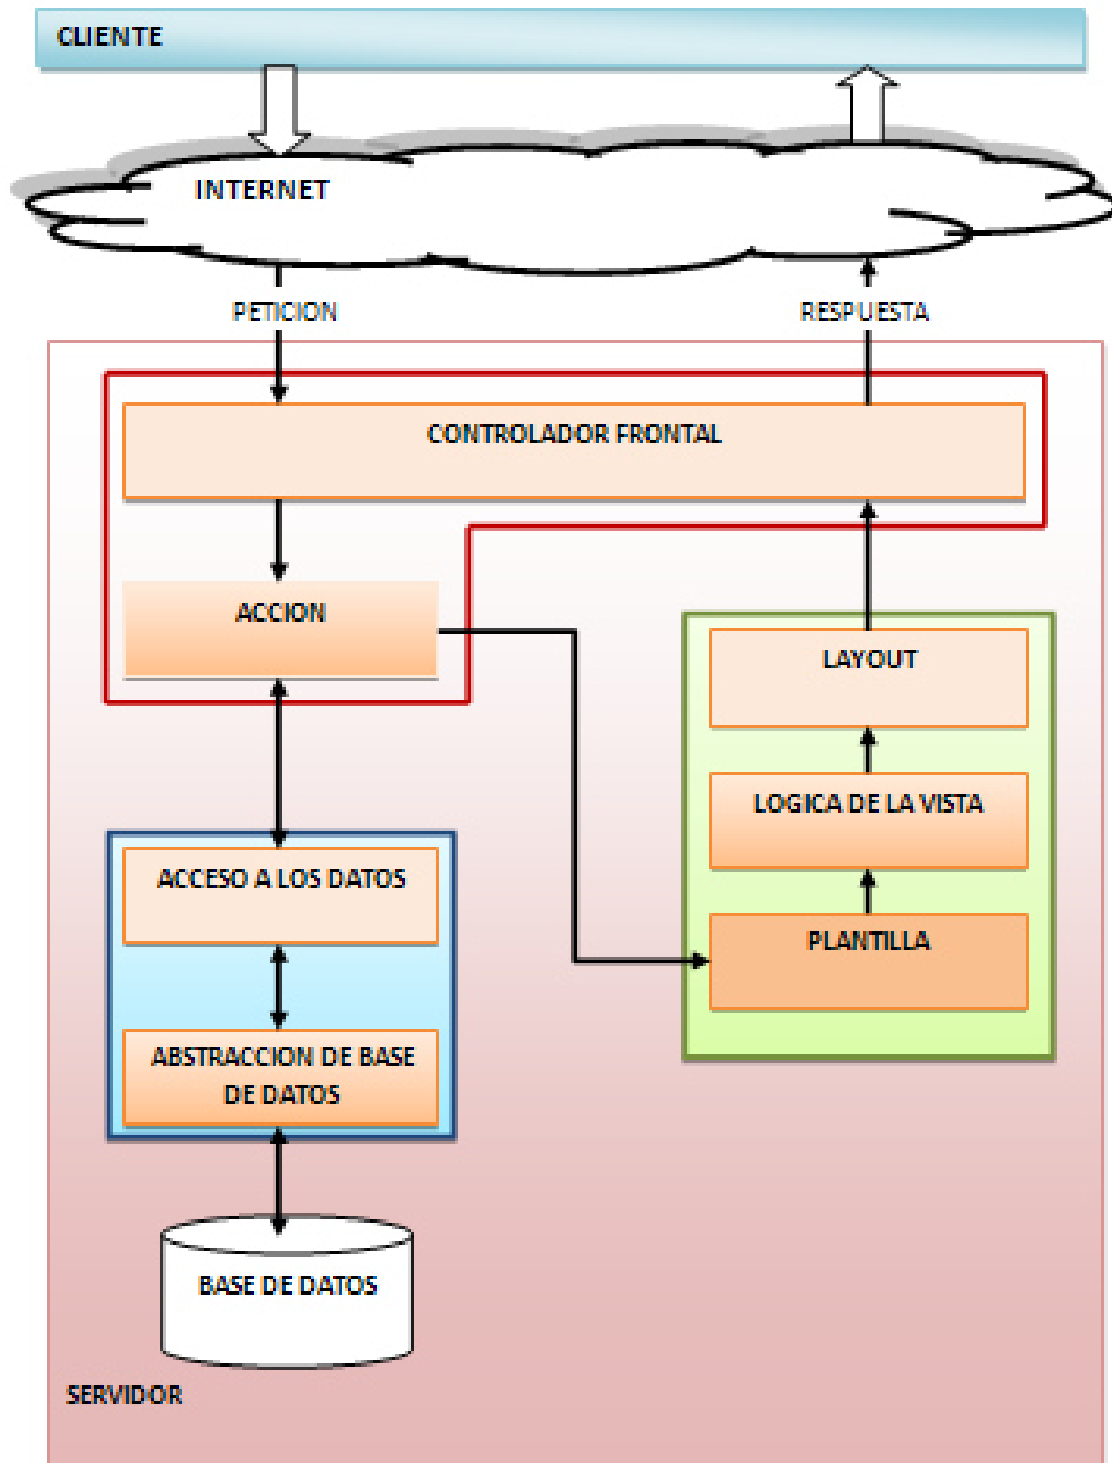 CLIENTE
INTERNET
PETICION
RESPUESTA
CONTROLADOR FRONTAL
ACCION
LAYOUT
LOGICA DE LA VISTA
ACCESO A LOS DATOS
PLANTILLA
ABSTRACCION DE BASE
DE DATOS
BASE DE DATOS
SERVIDOR